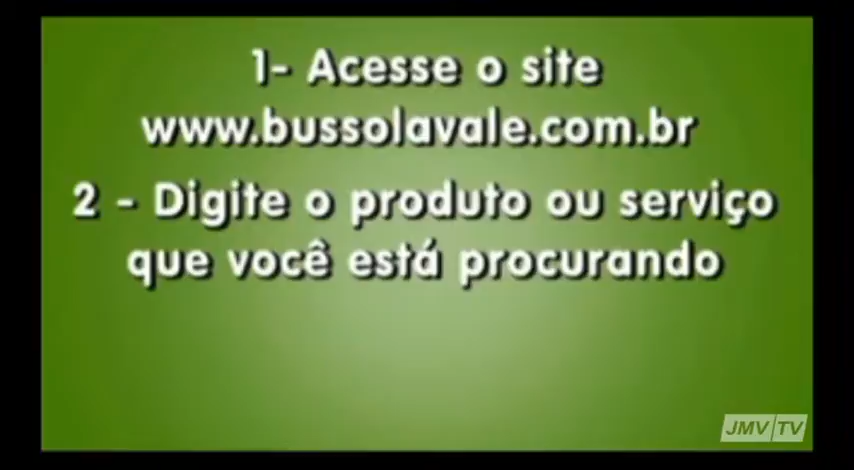 1- Acesse o site
www.bussolavale.com.br
2 - Digite o produto ou serviço
que você está procurando
JMV TV